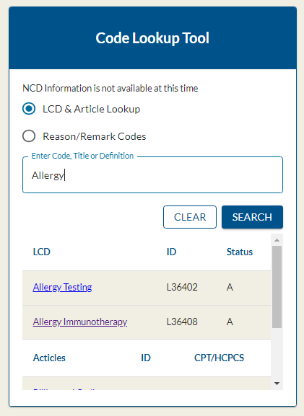 Code Lookup Tool
NCD Information is not available at this time
LCD & Article Lookup
Reason/Remark Codes
Enter Code, Title or Definition
Allergy
CLEAR
SEARCH
LCD ID Status
Allergy Testing L36402 A
Allergy Immunotherapy L36408 A
Acticles ID CPT/HCPCS